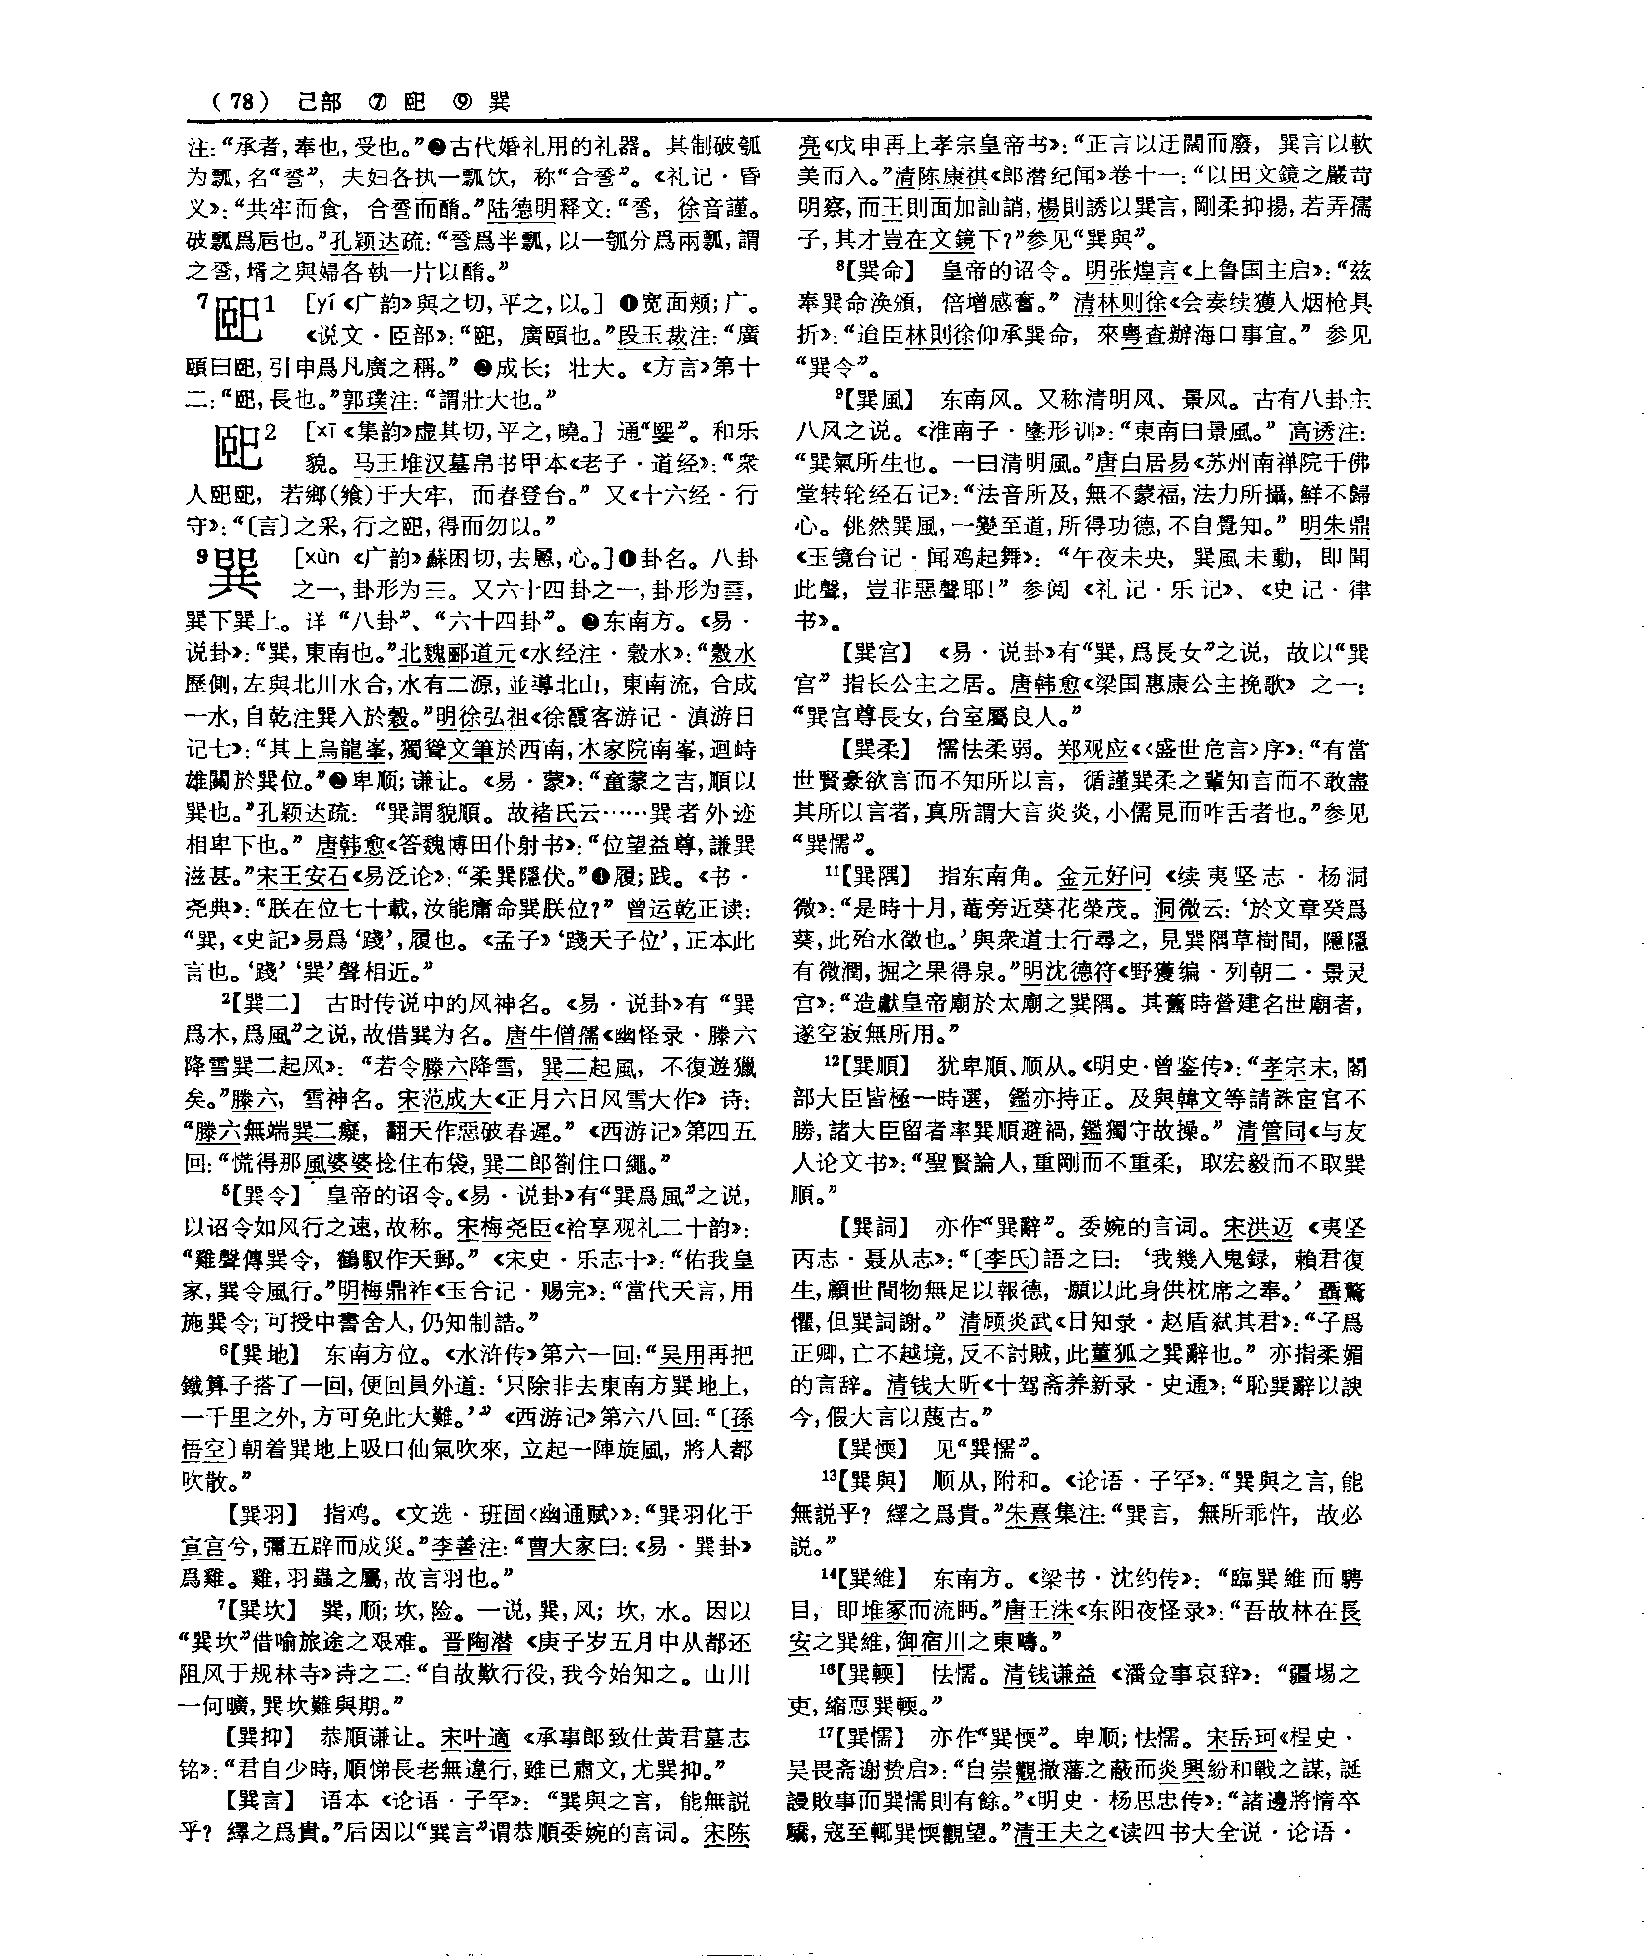 (78) 己部 ⑦ 巸 ⑨ 巽
注：“承者，奉也，受也。”❷古代婚礼用的礼器。其制破瓠
为瓢，名“卺”，夫妇各执一瓢饮，称“合卺”。《礼记·昏
义》：“共牢而食，合卺而酳。”陆德明释文：“卺，徐音謹。
破瓢爲卮也。”孔颖达疏：“卺爲半瓢，以一瓠分爲兩瓢，謂
之卺，壻之與婦各執一片以酳。”
7巸1 [yí《广韵》與之切，平之，以。] ❶宽面颊；广。
《说文·臣部》：“巸，廣頤也。”段玉裁注：“廣
頤曰巸，引申爲凡廣之稱。”❷成长；壮大。《方言》第十
二：“巸，長也。”郭璞注：“謂壯大也。”
巸2 [xī《集韵》虚其切，平之，曉。] 通“嬰”。和乐
貌。马王堆汉墓帛书甲本《老子·道经》：“衆
人巸巸，若鄉（飨）于大牢，而春登台。”又《十六经·行
守》：“〔言〕之采，行之巸，得而勿以。”
9巽 [xùn《广韵》蘇困切，去慁，心。]❶卦名。八卦
之一，卦形为☴。又六十四卦之一，卦形为䷸，
巽下巽上。详“八卦”、“六十四卦”。❷东南方。《易·
说卦》：“巽，東南也。”北魏郦道元《水经注·穀水》：“穀水
歷側，左與北川水合，水有二源，並導北山，東南流，合成
一水，自乾注巽入於穀。”明徐弘祖《徐霞客游记·滇游日
记七》：“其上烏龍峯，獨聳文筆於西南，木家院南峯，迴峙
雄闕於巽位。”❸卑顺；谦让。《易·蒙》：“童蒙之吉，順以
巽也。”孔颖达疏：“巽謂貌順。故褚氏云……巽者外迹
相卑下也。”唐韩愈《答魏博田仆射书》：“位望益尊，謙巽
滋甚。”宋王安石《易泛论》：“柔巽隱伏。”❹履；践。《书·
尧典》：“朕在位七十載，汝能庸命巽朕位？”曾运乾正读：
“巽，《史記》易爲‘踐’，履也。《孟子》‘踐天子位’，正本此
言也。‘踐’‘巽’聲相近。”
2【巽二】 古时传说中的风神名。《易·说卦》有“巽
爲木，爲風”之说，故借巽为名。唐牛僧孺《幽怪录·滕六
降雪巽二起风》：“若令滕六降雪，巽二起風，不復遊獵
矣。”滕六，雪神名。宋范成大《正月六日风雪大作》诗：
“滕六無端巽二癡，翻天作惡破春遲。”《西游记》第四五
回：“慌得那風婆婆捻住布袋，巽二郎劄住口繩。”
5【巽令】 皇帝的诏令。《易·说卦》有“巽爲風”之说，
以诏令如风行之速，故称。宋梅尧臣《袷享观礼二十韵》：
“雞聲傳巽令，鶴馭作天郵。”《宋史·乐志十》：“佑我皇
家，巽令風行。”明梅鼎祚《玉合记·赐完》：“當代天言，用
施巽令；可授中書舍人，仍知制誥。”
6【巽地】 东南方位。《水浒传》第六一回：“吴用再把
鐵算子搭了一回，便回員外道：‘只除非去東南方巽地上，
一千里之外，方可免此大難。’”《西游记》第六八回：“〔孫
悟空〕朝着巽地上吸口仙氣吹來，立起一陣旋風，將人都
吹散。”
【巽羽】 指鸡。《文选·班固〈幽通赋〉》：“巽羽化于
宣宫兮，彌五辟而成災。”李善注：“曹大家曰：《易·巽卦》
爲雞。雞，羽蟲之屬，故言羽也。”
7【巽坎】 巽，顺；坎，险。一说，巽，风；坎，水。因以
“巽坎”借喻旅途之艰难。晋陶潜《庚子岁五月中从都还
阻风于规林寺》诗之二：“自故歎行役，我今始知之。山川
一何曠，巽坎難與期。”
【巽抑】 恭顺谦让。宋叶適《承事郎致仕黄君墓志
铭》：“君自少時，順悌長老無違行，雖已肅文，尤巽抑。”
【巽言】 语本《论语·子罕》：“巽與之言，能無説
乎？繹之爲貴。”后因以“巽言”谓恭順委婉的言词。宋陈
亮《戊申再上孝宗皇帝书》：“正言以迂闊而廢，巽言以軟
美而入。”清陈康祺《郎潜纪闻》卷十一：“以田文鏡之嚴苛
明察，而王則面加訕誚，楊則誘以巽言，剛柔抑揚，若弄孺
子，其才豈在文鏡下？”参见“巽與”。
8【巽命】 皇帝的诏令。明张煌言《上鲁国主启》：“兹
奉巽命涣頒，倍增感奮。”清林则徐《会奏续獲人烟枪具
折》：“追臣林則徐仰承巽命，來粤査辦海口事宜。”参见
“巽令”。
9【巽風】 东南风。又称清明风、景风。古有八卦主
八风之说。《淮南子·墬形训》：“東南曰景風。”高诱注：
“巽氣所生也。一曰清明風。”唐白居易《苏州南禅院千佛
堂转轮经石记》：“法音所及，無不蒙福，法力所攝，鮮不歸
心。佻然巽風，一變至道，所得功德，不自覺知。”明朱鼎
《玉镜台记·闻鸡起舞》：“午夜未央，巽風未動，即聞
此聲，豈非惡聲耶！”参阅《礼记·乐记》、《史记·律
书》。
【巽宫】 《易·说卦》有“巽，爲長女”之说，故以“巽
宫”指长公主之居。唐韩愈《梁国惠康公主挽歌》之一：
“巽宫尊長女，台室屬良人。”
【巽柔】 懦怯柔弱。郑观应《〈盛世危言〉序》：“有當
世賢豪欲言而不知所以言，循謹巽柔之輩知言而不敢盡
其所以言者，真所謂大言炎炎，小儒見而咋舌者也。”参见
“巽懦”。
11【巽隅】 指东南角。金元好问《续夷坚志·杨洞
微》：“是時十月，菴旁近葵花榮茂。洞微云：‘於文章癸爲
葵，此殆水徵也。’與衆道士行尋之，見巽隅草樹間，隱隱
有微潤，掘之果得泉。”明沈德符《野獲编·列朝二·景灵
宫》：“造獻皇帝廟於太廟之巽隅。其舊時營建名世廟者，
遂空寂無所用。”
12【巽順】 犹卑順、顺从。《明史·曾鉴传》：“孝宗末，閣
部大臣皆極一時選，鑑亦持正。及與韓文等請誅宦官不
勝，諸大臣留者率巽順避禍，鑑獨守故操。”清管同《与友
人论文书》：“聖賢論人，重剛而不重柔，取宏毅而不取巽
順。”
【巽詞】 亦作“巽辭”。委婉的言词。宋洪迈《夷坚
丙志·聂从志》：“〔李氏〕語之曰：‘我幾入鬼録，賴君復
生，顧世間物無足以報德，願以此身供枕席之奉。’聶驚
懼，但巽詞謝。”清顾炎武《日知录·赵盾弑其君》：“子爲
正卿，亡不越境，反不討賊，此董狐之巽辭也。”亦指柔媚
的言辞。清钱大昕《十驾斋养新录·史通》：“恥巽辭以諛
今，假大言以蔑古。”
【巽愞】 见“巽懦”。
13【巽與】 顺从，附和。《论语·子罕》：“巽與之言，能
無説乎？繹之爲貴。”朱熹集注：“巽言，無所乖忤，故必
説。”
14【巽維】 东南方。《梁书·沈约传》：“臨巽維而騁
目，即堆冢而流眄。”唐王洙《东阳夜怪录》：“吾故林在長
安之巽維，御宿川之東疇。”
16【巽輭】 怯懦。清钱谦益《潘佥事哀辞》：“疆埸之
吏，縮恧巽輭。”
17【巽懦】 亦作“巽愞”。卑顺；怯懦。宋岳珂《桯史·
吴畏斋谢贽启》：“自崇觀撤藩之蔽而炎興紛和戰之謀，誕
謾敗事而巽懦則有餘。”《明史·杨思忠传》：“諸邊將惰卒
驕，寇至輒巽愞觀望。”清王夫之《读四书大全说·论语·